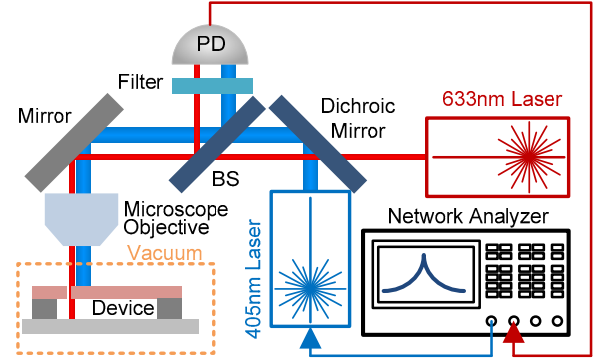 PD
Filter
Mirror
Dichroic
Mirror
633nm Laser
BS
Microscope
Objective
Network Analyzer
Vacuum
405nm Laser
Device